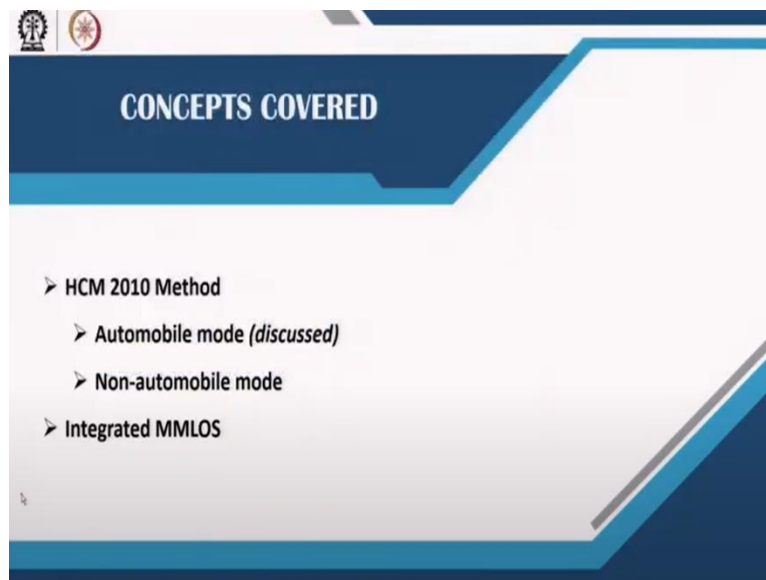 CONCEPTS COVERED
➤ HCM 2010 Method
➤ Automobile mode (discussed)
➤ Non-automobile mode
➤ Integrated MMLOS